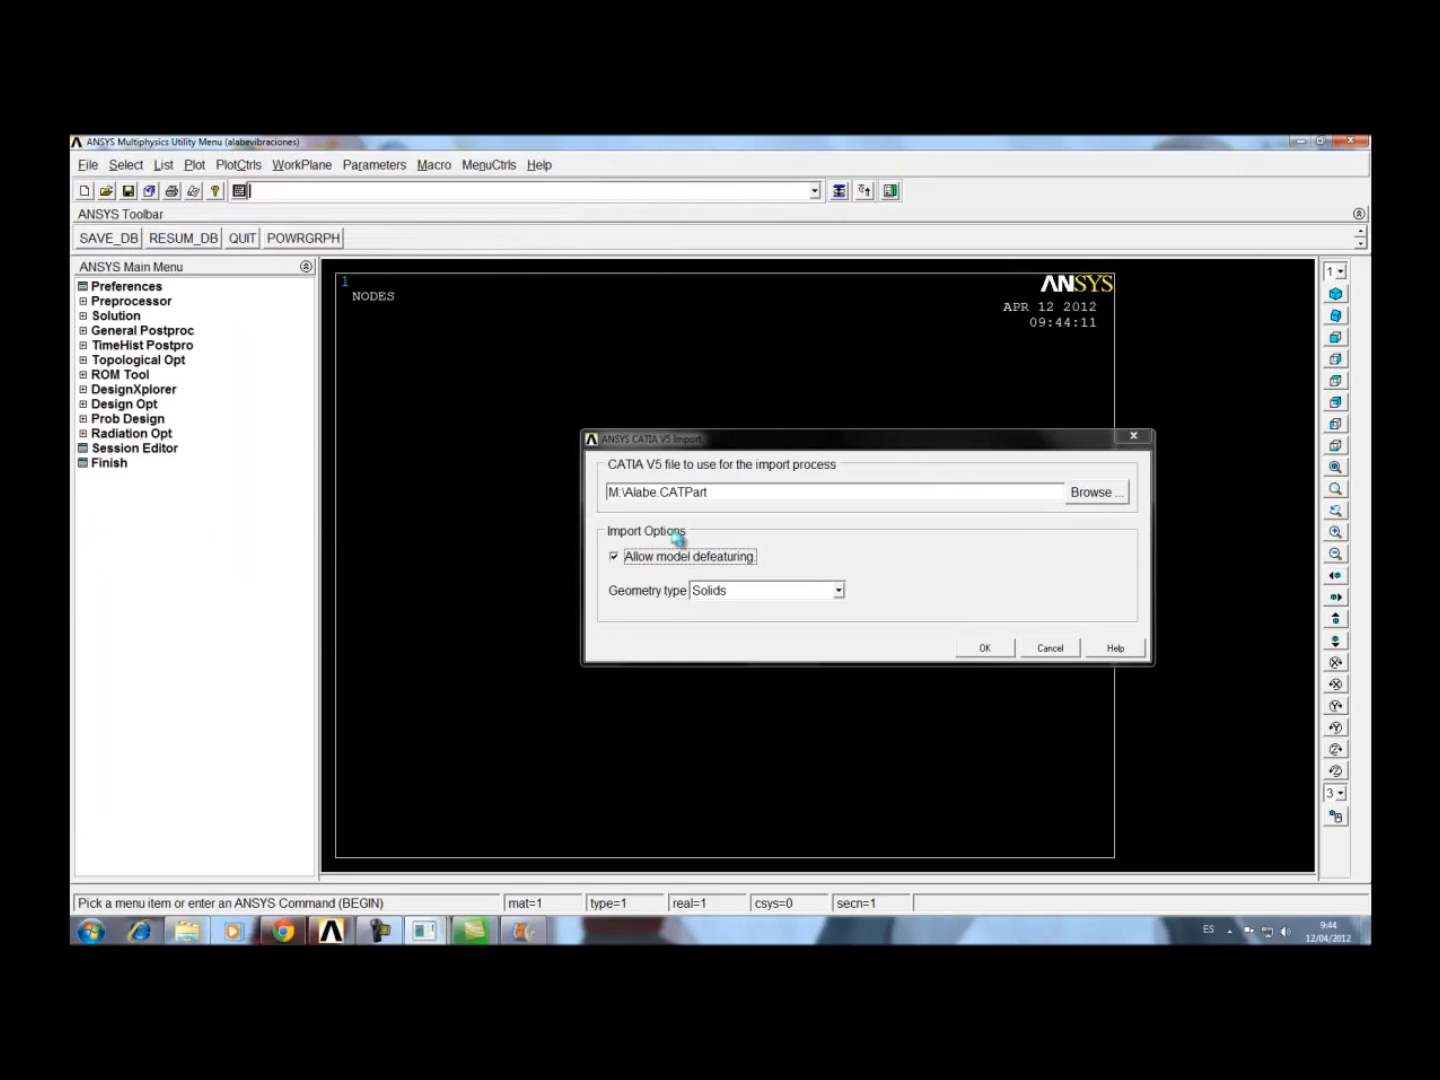 ANSYS Multiphysics Utility Menu (alabevibraciones)
File Select List Plot PlotCtrls WorkPlane Parameters Macro MenuCtrls Help
ANSYS Toolbar
SAVE_DB RESUM_DB QUIT POWRGRPH
ANSYS Main Menu
Preferences
Preprocessor
Solution
General Postproc
TimeHist Postpro
Topological Opt
ROM Tool
DesignXplorer
Design Opt
Prob Design
Radiation Opt
Session Editor
Finish
1
NODES
ANSYS
APR 12 2012
09:44:11
ANSYS CATIA V5 Import
CATIA V5 file to use for the import process
M:\Alabe.CATPart Browse ...
Import Options
Allow model defeaturing.
Geometry type Solids
OK Cancel Help
1
3
Pick a menu item or enter an ANSYS Command (BEGIN) mat=1 type=1 real=1 csys=0 secn=1
ES 9:44
12/04/2012